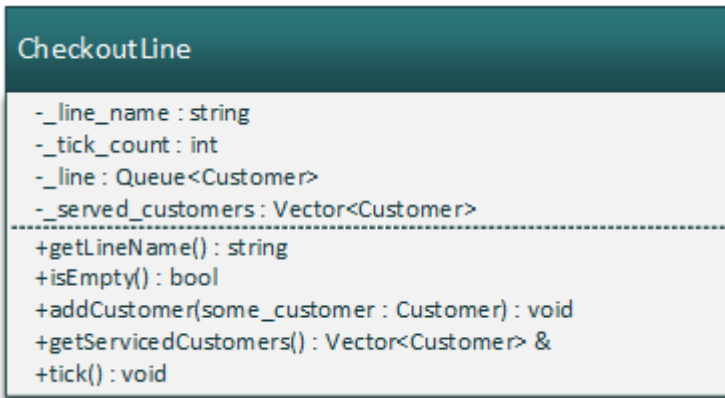 CheckoutLine
-_line_name : string
-_tick_count : int
-_line : Queue<Customer>
-_served_customers : Vector<Customer>
+getLineName() : string
+isEmpty() : bool
+addCustomer(some_customer : Customer) : void
+getServicedCustomers() : Vector<Customer> &
+tick() : void